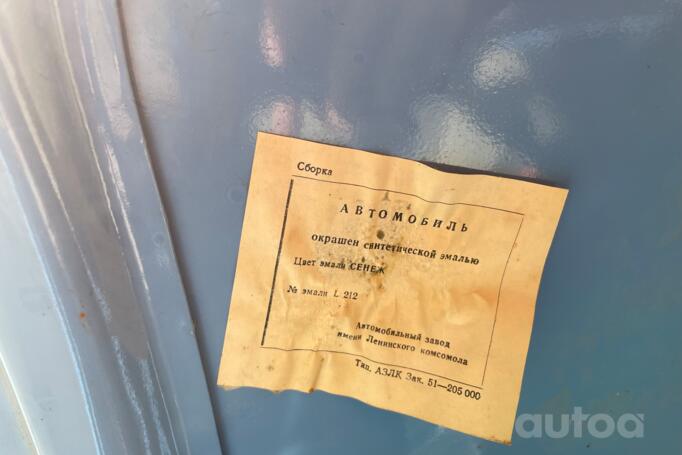 Сборка
АВТОМОБИЛЬ
окрашен синтетической эмалью
Цвет эмали СЕНЕЖ
№ эмали L 212
Автомобильный завод
имени Ленинского комсомола
Тип. АЗЛК Зак. 51—205 000
autoa